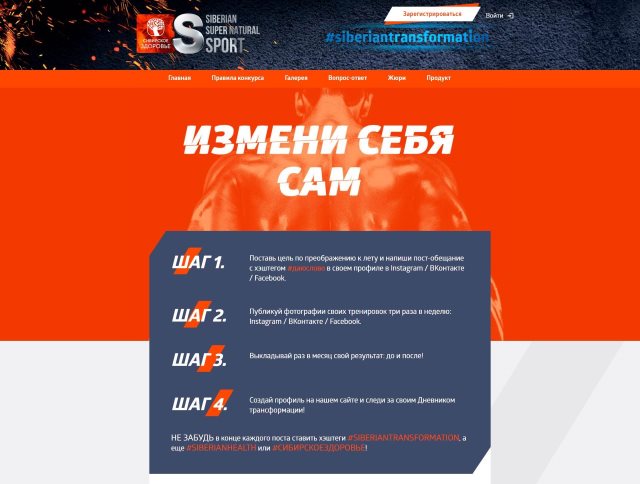 СИБИРСКОЕ
ЗДОРОВЬЕ
S
SIBERIAN
SUPER NATURAL
SPORT
Зарегистрироваться
Войти
#siberiantransformation
Главная
Правила конкурса
Галерея
Вопрос-ответ
Жюри
Продукт
ИЗМЕНИ СЕБЯ
САМ
ШАГ 1.
Поставь цель по преображению к лету и напиши пост-обещание
с хэштегом #даюслово в своем профиле в Instagram / ВКонтакте
/ Facebook.
ШАГ 2.
Публикуй фотографии своих тренировок три раза в неделю:
Instagram / ВКонтакте / Facebook.
ШАГ 3.
Выкладывай раз в месяц свой результат: до и после!
ШАГ 4.
Создай профиль на нашем сайте и следи за своим Дневником
трансформации!
НЕ ЗАБУДЬ в конце каждого поста ставить хэштеги #SIBERIANTRANSFORMATION, а
еще #SIBERIANHEALTH или #СИБИРСКОЕЗДОРОВЬЕ!